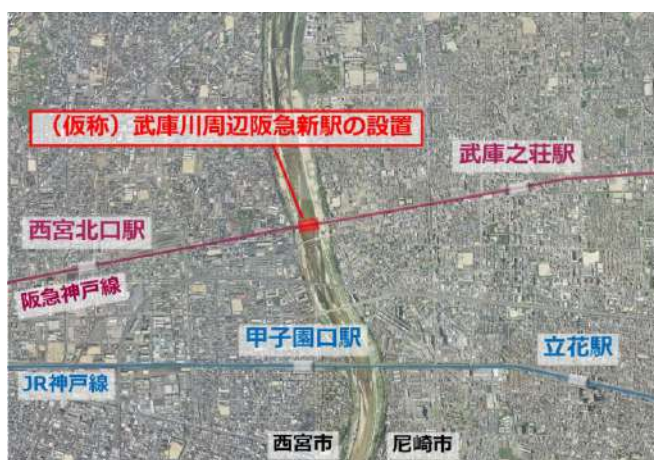 （仮称）武庫川周辺阪急新駅の設置
武庫之荘駅
西宮北口駅
阪急神戸線
甲子園口駅
立花駅
JR神戸線
西宮市
尼崎市